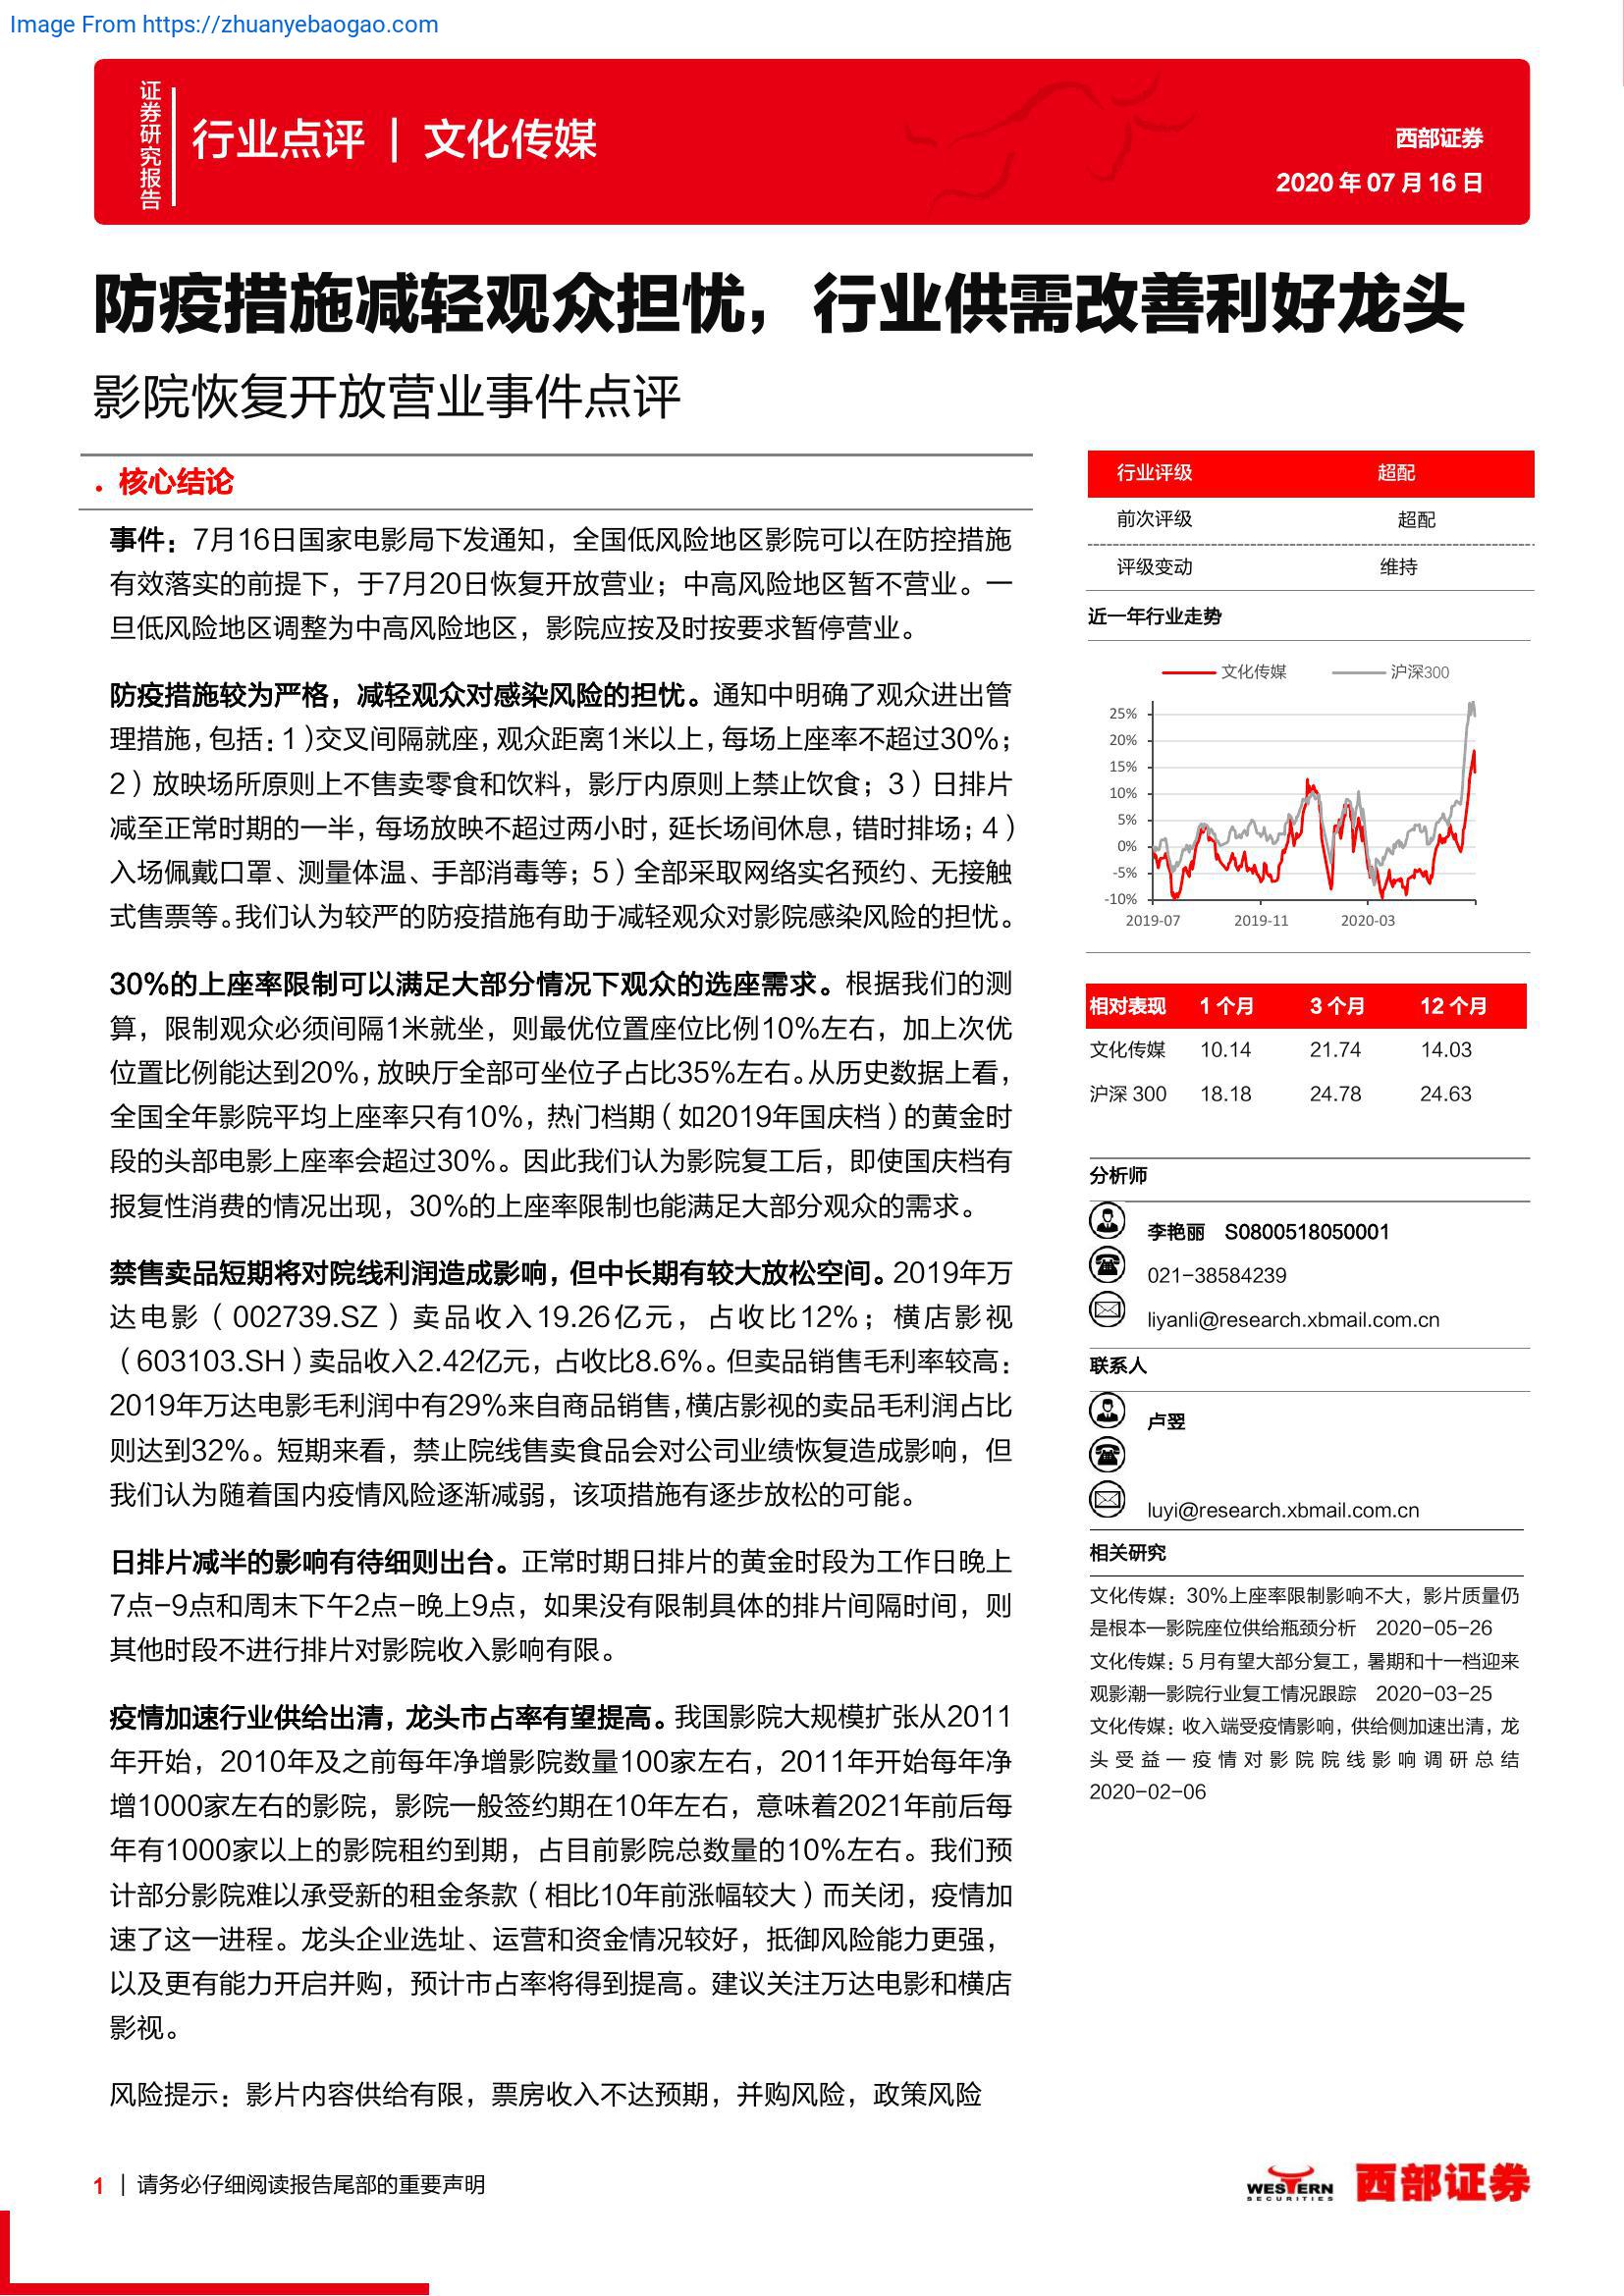 Image From https://zhuanyebaogao.com
证券研究报告
行业点评 | 文化传媒
西部证券
2020 年 07 月 16 日
防疫措施减轻观众担忧，行业供需改善利好龙头
影院恢复开放营业事件点评
• 核心结论
事件：7月16日国家电影局下发通知，全国低风险地区影院可以在防控措施
有效落实的前提下，于7月20日恢复开放营业；中高风险地区暂不营业。一
旦低风险地区调整为中高风险地区，影院应按及时按要求暂停营业。
防疫措施较为严格，减轻观众对感染风险的担忧。通知中明确了观众进出管
理措施，包括：1）交叉间隔就座，观众距离1米以上，每场上座率不超过30%；
2）放映场所原则上不售卖零食和饮料，影厅内原则上禁止饮食；3）日排片
减至正常时期的一半，每场放映不超过两小时，延长场间休息，错时排场；4）
入场佩戴口罩、测量体温、手部消毒等；5）全部采取网络实名预约、无接触
式售票等。我们认为较严的防疫措施有助于减轻观众对影院感染风险的担忧。
30%的上座率限制可以满足大部分情况下观众的选座需求。根据我们的测
算，限制观众必须间隔1米就坐，则最优位置座位比例10%左右，加上次优
位置比例能达到20%，放映厅全部可坐位子占比35%左右。从历史数据上看，
全国全年影院平均上座率只有10%，热门档期（如2019年国庆档）的黄金时
段的头部电影上座率会超过30%。因此我们认为影院复工后，即使国庆档有
报复性消费的情况出现，30%的上座率限制也能满足大部分观众的需求。
禁售卖品短期将对院线利润造成影响，但中长期有较大放松空间。2019年万
达电影（002739.SZ）卖品收入19.26亿元，占收比12%；横店影视
（603103.SH）卖品收入2.42亿元，占收比8.6%。但卖品销售毛利率较高：
2019年万达电影毛利润中有29%来自商品销售，横店影视的卖品毛利润占比
则达到32%。短期来看，禁止院线售卖食品会对公司业绩恢复造成影响，但
我们认为随着国内疫情风险逐渐减弱，该项措施有逐步放松的可能。
日排片减半的影响有待细则出台。正常时期日排片的黄金时段为工作日晚上
7点-9点和周末下午2点-晚上9点，如果没有限制具体的排片间隔时间，则
其他时段不进行排片对影院收入影响有限。
疫情加速行业供给出清，龙头市占率有望提高。我国影院大规模扩张从2011
年开始，2010年及之前每年净增影院数量100家左右，2011年开始每年净
增1000家左右的影院，影院一般签约期在10年左右，意味着2021年前后每
年有1000家以上的影院租约到期，占目前影院总数量的10%左右。我们预
计部分影院难以承受新的租金条款（相比10年前涨幅较大）而关闭，疫情加
速了这一进程。龙头企业选址、运营和资金情况较好，抵御风险能力更强，
以及更有能力开启并购，预计市占率将得到提高。建议关注万达电影和横店
影视。
风险提示：影片内容供给有限，票房收入不达预期，并购风险，政策风险
行业评级 超配
前次评级 超配
评级变动 维持
近一年行业走势
文化传媒 沪深300
25%
20%
15%
10%
5%
0%
-5%
-10%
2019-07 2019-11 2020-03
相对表现 1 个月 3 个月 12 个月
文化传媒 10.14 21.74 14.03
沪深 300 18.18 24.78 24.63
分析师
李艳丽 S0800518050001
021-38584239
liyanli@research.xbmail.com.cn
联系人
卢翌
luyi@research.xbmail.com.cn
相关研究
文化传媒：30%上座率限制影响不大，影片质量仍
是根本—影院座位供给瓶颈分析 2020-05-26
文化传媒：5 月有望大部分复工，暑期和十一档迎来
观影潮—影院行业复工情况跟踪 2020-03-25
文化传媒：收入端受疫情影响，供给侧加速出清，龙
头受益—疫情对影院院线影响调研总结
2020-02-06
1 | 请务必仔细阅读报告尾部的重要声明
WESTERN
SECURITIES
西部证券